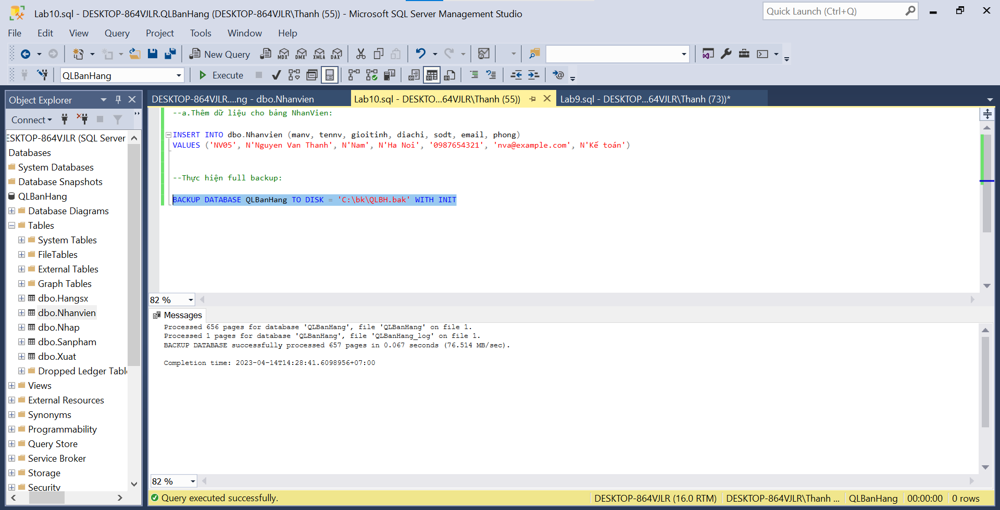 Lab10.sql - DESKTOP-864VJLR.QLBanHang (DESKTOP-864VJLR\Thanh (55)) - Microsoft SQL Server Management Studio
Quick Launch (Ctrl+Q)
File Edit View Query Project Tools Window Help
New Query MDX DMX XMLA DAX
QLBanHang Execute
Object Explorer
Connect
ESKTOP-864VJLR (SQL Server
Databases
System Databases
Database Snapshots
QLBanHang
Database Diagrams
Tables
System Tables
FileTables
External Tables
Graph Tables
dbo.Hangsx
dbo.Nhanvien
dbo.Nhap
dbo.Sanpham
dbo.Xuat
Dropped Ledger Tabl
Views
External Resources
Synonyms
Programmability
Query Store
Service Broker
Storage
Security
DESKTOP-864VJLR....ng - dbo.Nhanvien
Lab10.sql - DESKTO...64VJLR\Thanh (55))
Lab9.sql - DESKTOP...64VJLR\Thanh (73))*
--a.Thêm dữ liệu cho bảng NhanVien:
INSERT INTO dbo.Nhanvien (manv, tennv, gioitinh, diachi, sodt, email, phong)
VALUES ('NV05', N'Nguyen Van Thanh', N'Nam', N'Ha Noi', '0987654321', 'nva@example.com', N'Kế toán')
--Thực hiện full backup:
BACKUP DATABASE QLBanHang TO DISK = 'C:\bk\QLBH.bak' WITH INIT
82 %
Messages
Processed 656 pages for database 'QLBanHang', file 'QLBanHang' on file 1.
Processed 1 pages for database 'QLBanHang', file 'QLBanHang_log' on file 1.
BACKUP DATABASE successfully processed 657 pages in 0.067 seconds (76.514 MB/sec).
Completion time: 2023-04-14T14:28:41.6098956+07:00
82 %
Query executed successfully.
DESKTOP-864VJLR (16.0 RTM) DESKTOP-864VJLR\Thanh ... QLBanHang 00:00:00 0 rows